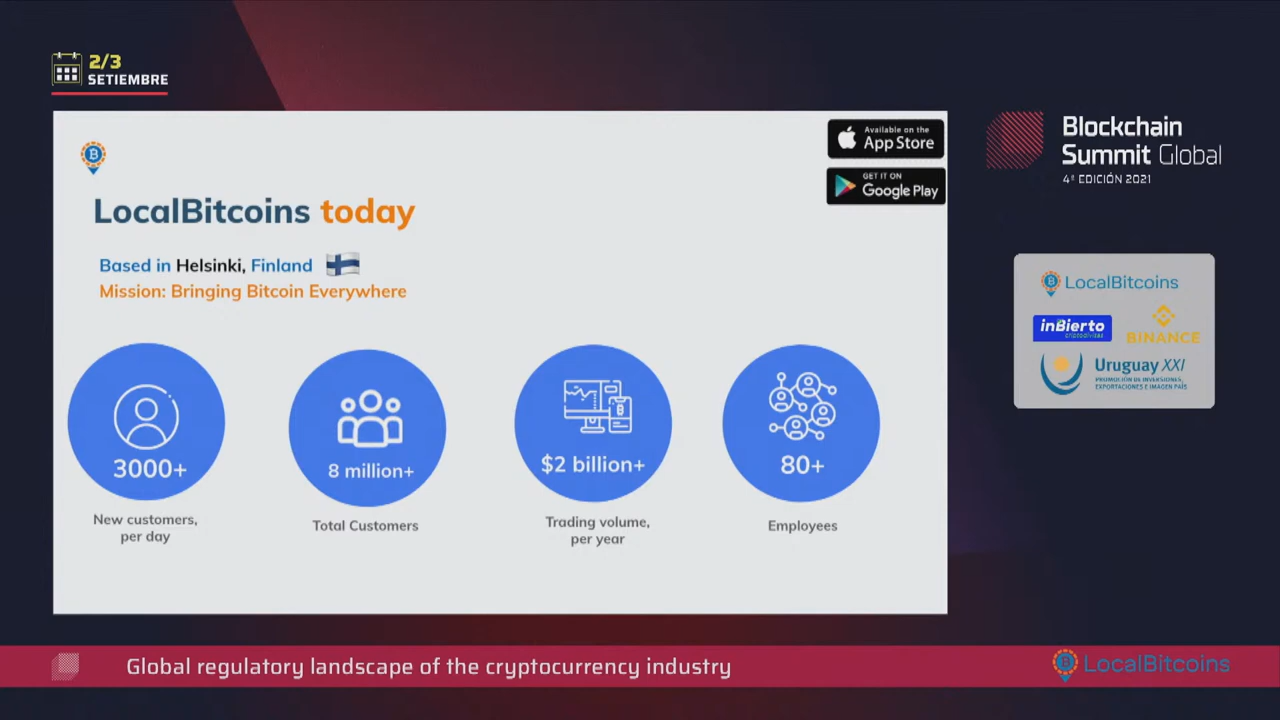 2/3
SETIEMBRE
Available on the
App Store
GET IT ON
Google Play
LocalBitcoins today
Based in Helsinki, Finland
Mission: Bringing Bitcoin Everywhere
3000+
New customers,
per day
8 million+
Total Customers
$2 billion+
Trading volume,
per year
80+
Employees
Blockchain
Summit Global
4ª EDICIÓN 2021
LocalBitcoins
inBierto
criptodivisas
BINANCE
Uruguay XXI
PROMOCIÓN DE INVERSIONES,
EXPORTACIONES E IMAGEN PAÍS
Global regulatory landscape of the cryptocurrency industry
LocalBitcoins